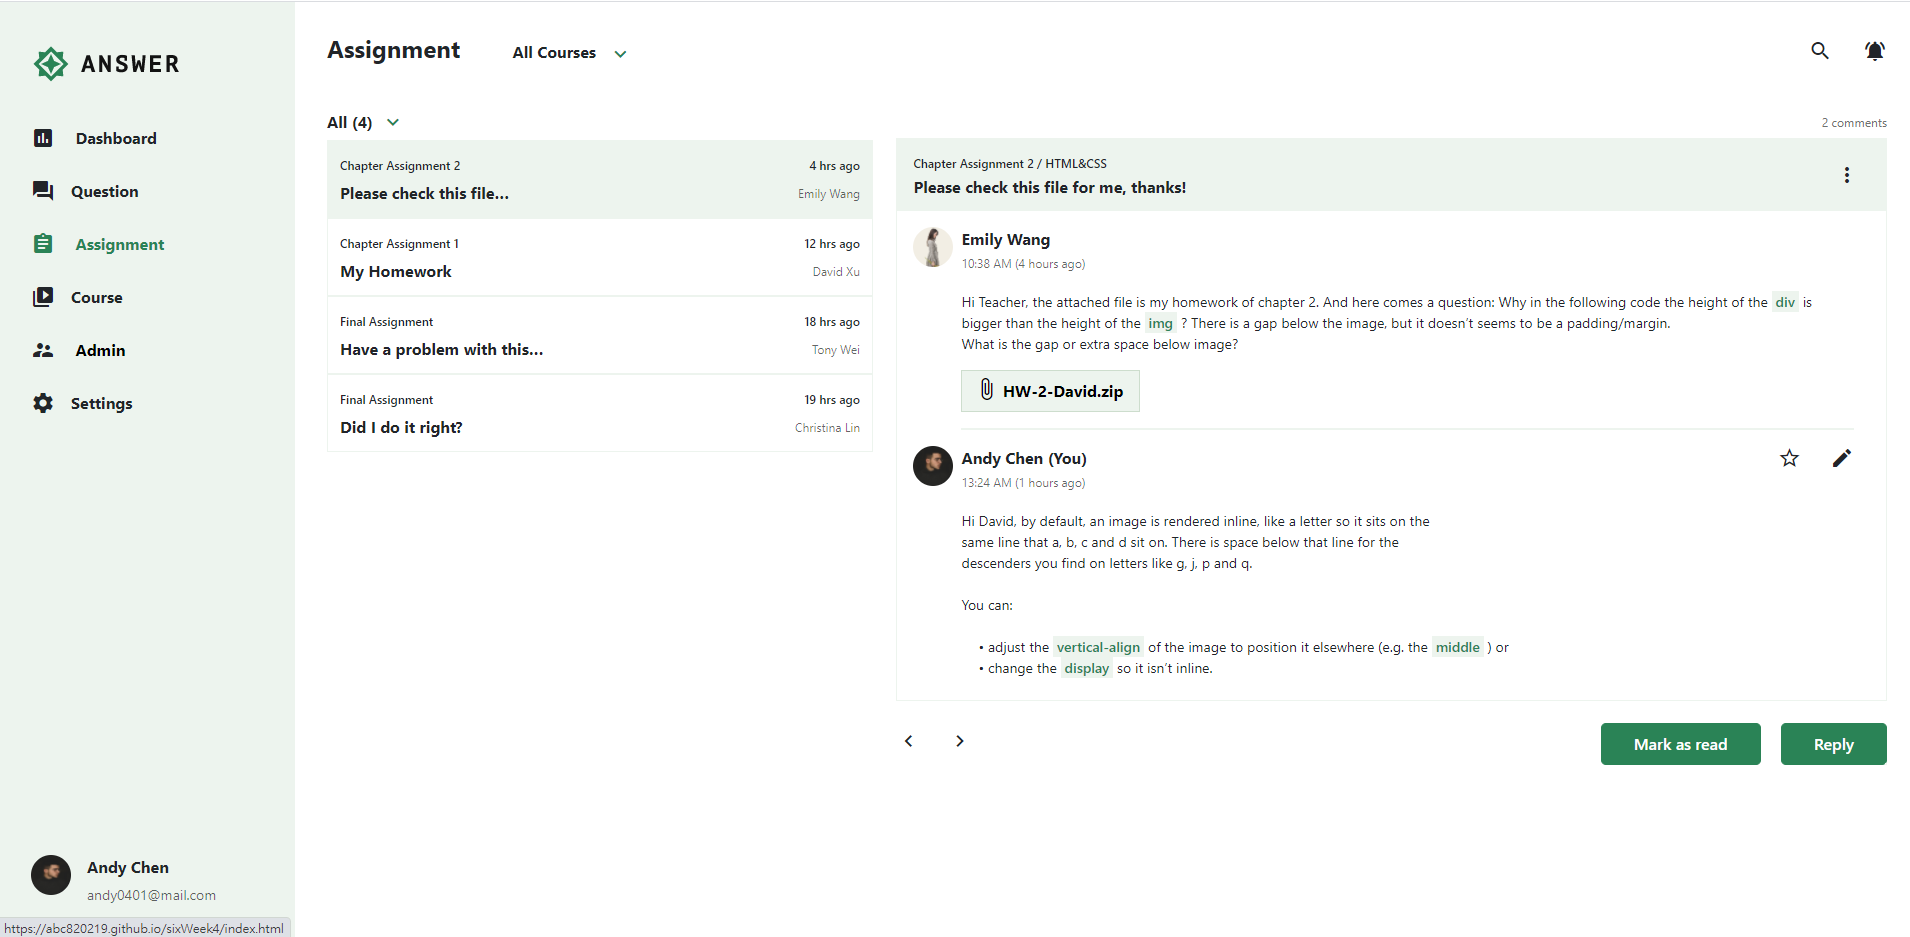 ANSWER
Dashboard
Question
Assignment
Course
Admin
Settings
Andy Chen
andy0401@mail.com
https://abc820219.github.io/sixWeek4/index.html
Assignment
All Courses
All (4)
Chapter Assignment 2
4 hrs ago
Please check this file...
Emily Wang
Chapter Assignment 1
12 hrs ago
My Homework
David Xu
Final Assignment
18 hrs ago
Have a problem with this...
Tony Wei
Final Assignment
19 hrs ago
Did I do it right?
Christina Lin
2 comments
Chapter Assignment 2 / HTML&CSS
Please check this file for me, thanks!
Emily Wang
10:38 AM (4 hours ago)
Hi Teacher, the attached file is my homework of chapter 2. And here comes a question: Why in the following code the height of the div is
bigger than the height of the img ? There is a gap below the image, but it doesn't seems to be a padding/margin.
What is the gap or extra space below image?
HW-2-David.zip
Andy Chen (You)
13:24 AM (1 hours ago)
Hi David, by default, an image is rendered inline, like a letter so it sits on the
same line that a, b, c and d sit on. There is space below that line for the
descenders you find on letters like g, j, p and q.
You can:
• adjust the vertical-align of the image to position it elsewhere (e.g. the middle ) or
• change the display so it isn't inline.
Mark as read
Reply